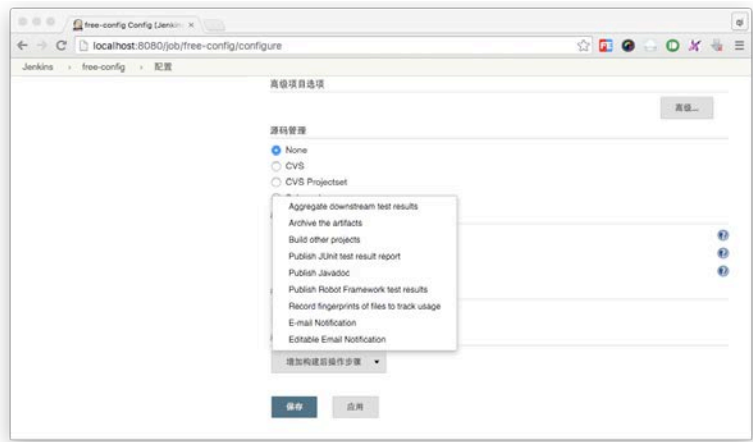 free-config Config [Jenkins
qi
localhost:8080/job/free-config/configure
Jenkins › free-config › 配置
高级项目选项
高级...
源码管理
None
CVS
CVS Projectset
Aggregate downstream test results
Archive the artifacts
Build other projects
Publish JUnit test result report
Publish Javadoc
Publish Robot Framework test results
Record fingerprints of files to track usage
E-mail Notification
Editable Email Notification
增加构建后操作步骤
保存 应用